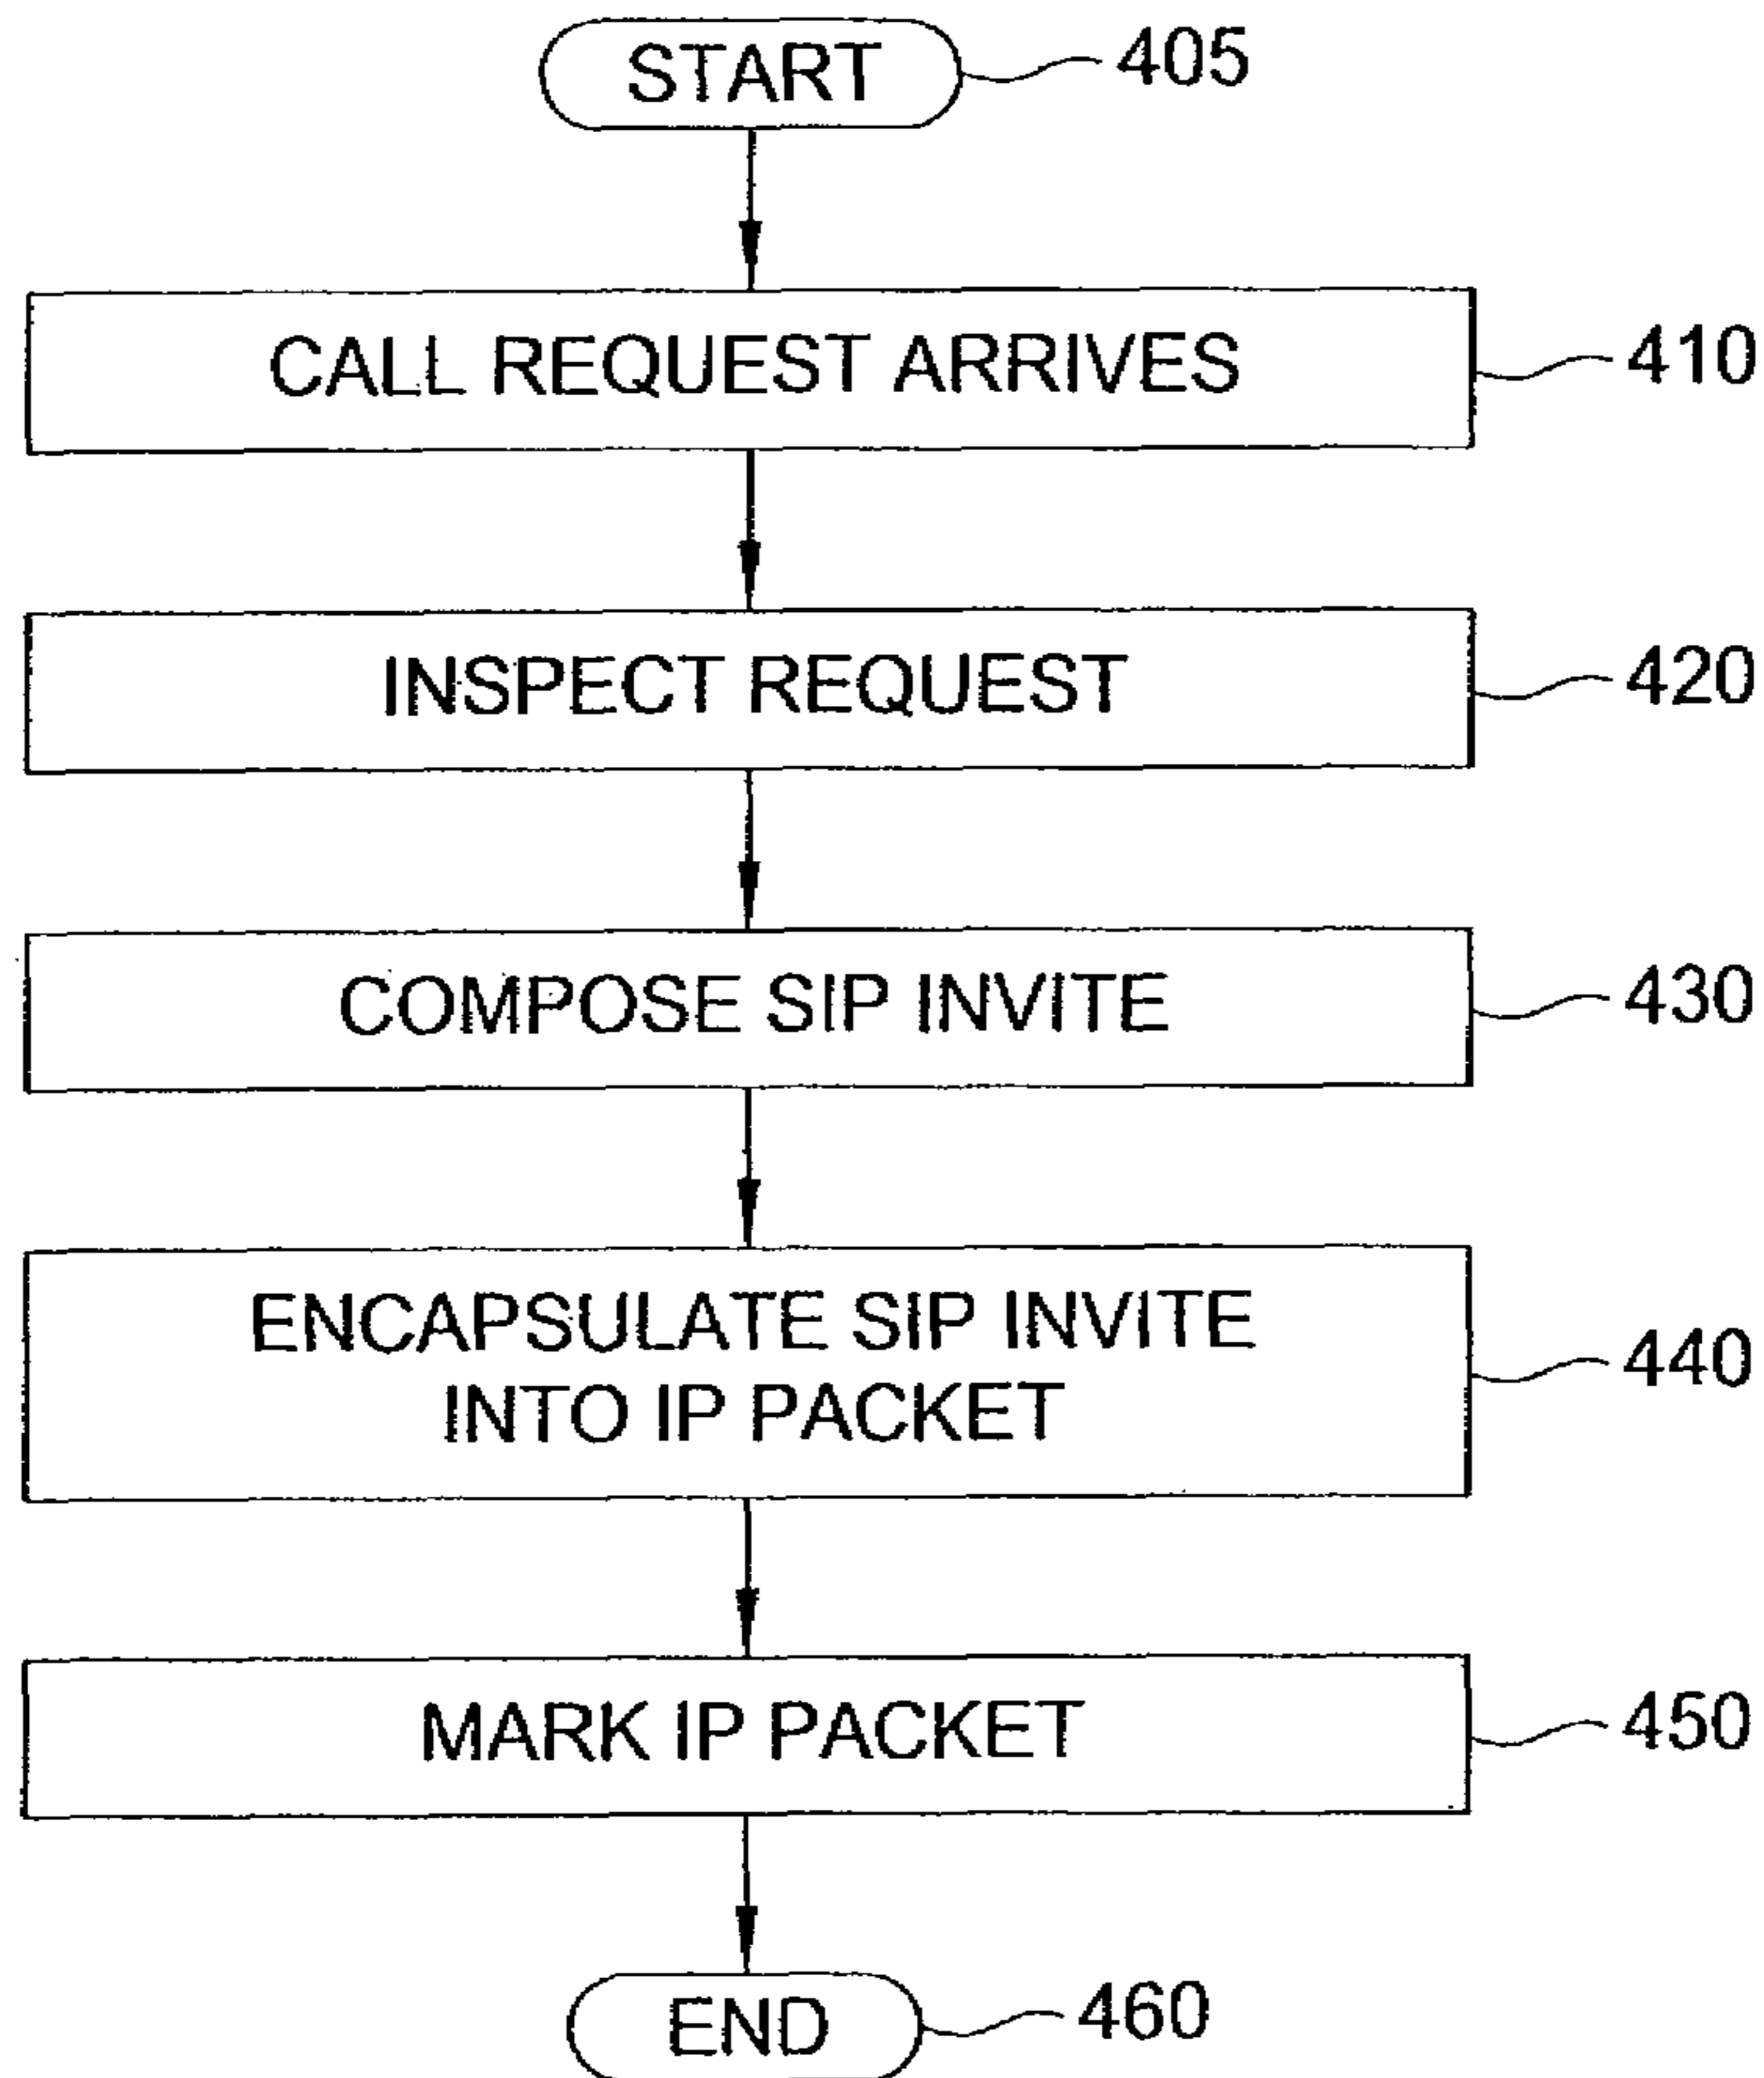 START 405
CALL REQUEST ARRIVES 410
INSPECT REQUEST 420
COMPOSE SIP INVITE 430
ENCAPSULATE SIP INVITE
INTO IP PACKET 440
MARK IP PACKET 450
END 460